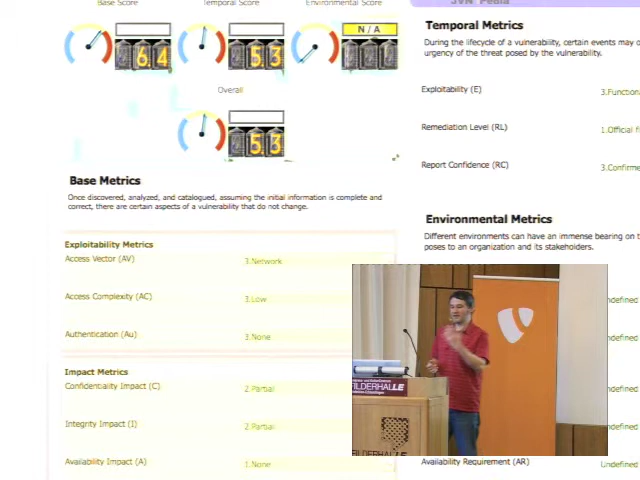 Base Score
Temporal Score
Environmental Score
6.4
5.3
N/A
Overall
5.3
Base Metrics
Once discovered, analyzed, and catalogued, assuming the initial information is complete and
correct, there are certain aspects of a vulnerability that do not change.
Exploitability Metrics
Access Vector (AV)
3.Network
Access Complexity (AC)
3.Low
Authentication (Au)
3.None
Impact Metrics
Confidentiality Impact (C)
2.Partial
Integrity Impact (I)
2.Partial
Availability Impact (A)
1.None
Temporal Metrics
During the lifecycle of a vulnerability, certain events may
urgency of the threat posed by the vulnerability.
Exploitability (E)
3.Function
Remediation Level (RL)
1.Official
Report Confidence (RC)
3.Confirme
Environmental Metrics
Different environments can have an immense bearing on
poses to an organization and its stakeholders.
ndefined
ndefined
ndefined
ndefined
Availability Requirement (AR)
Undefined
FILDERHALLE